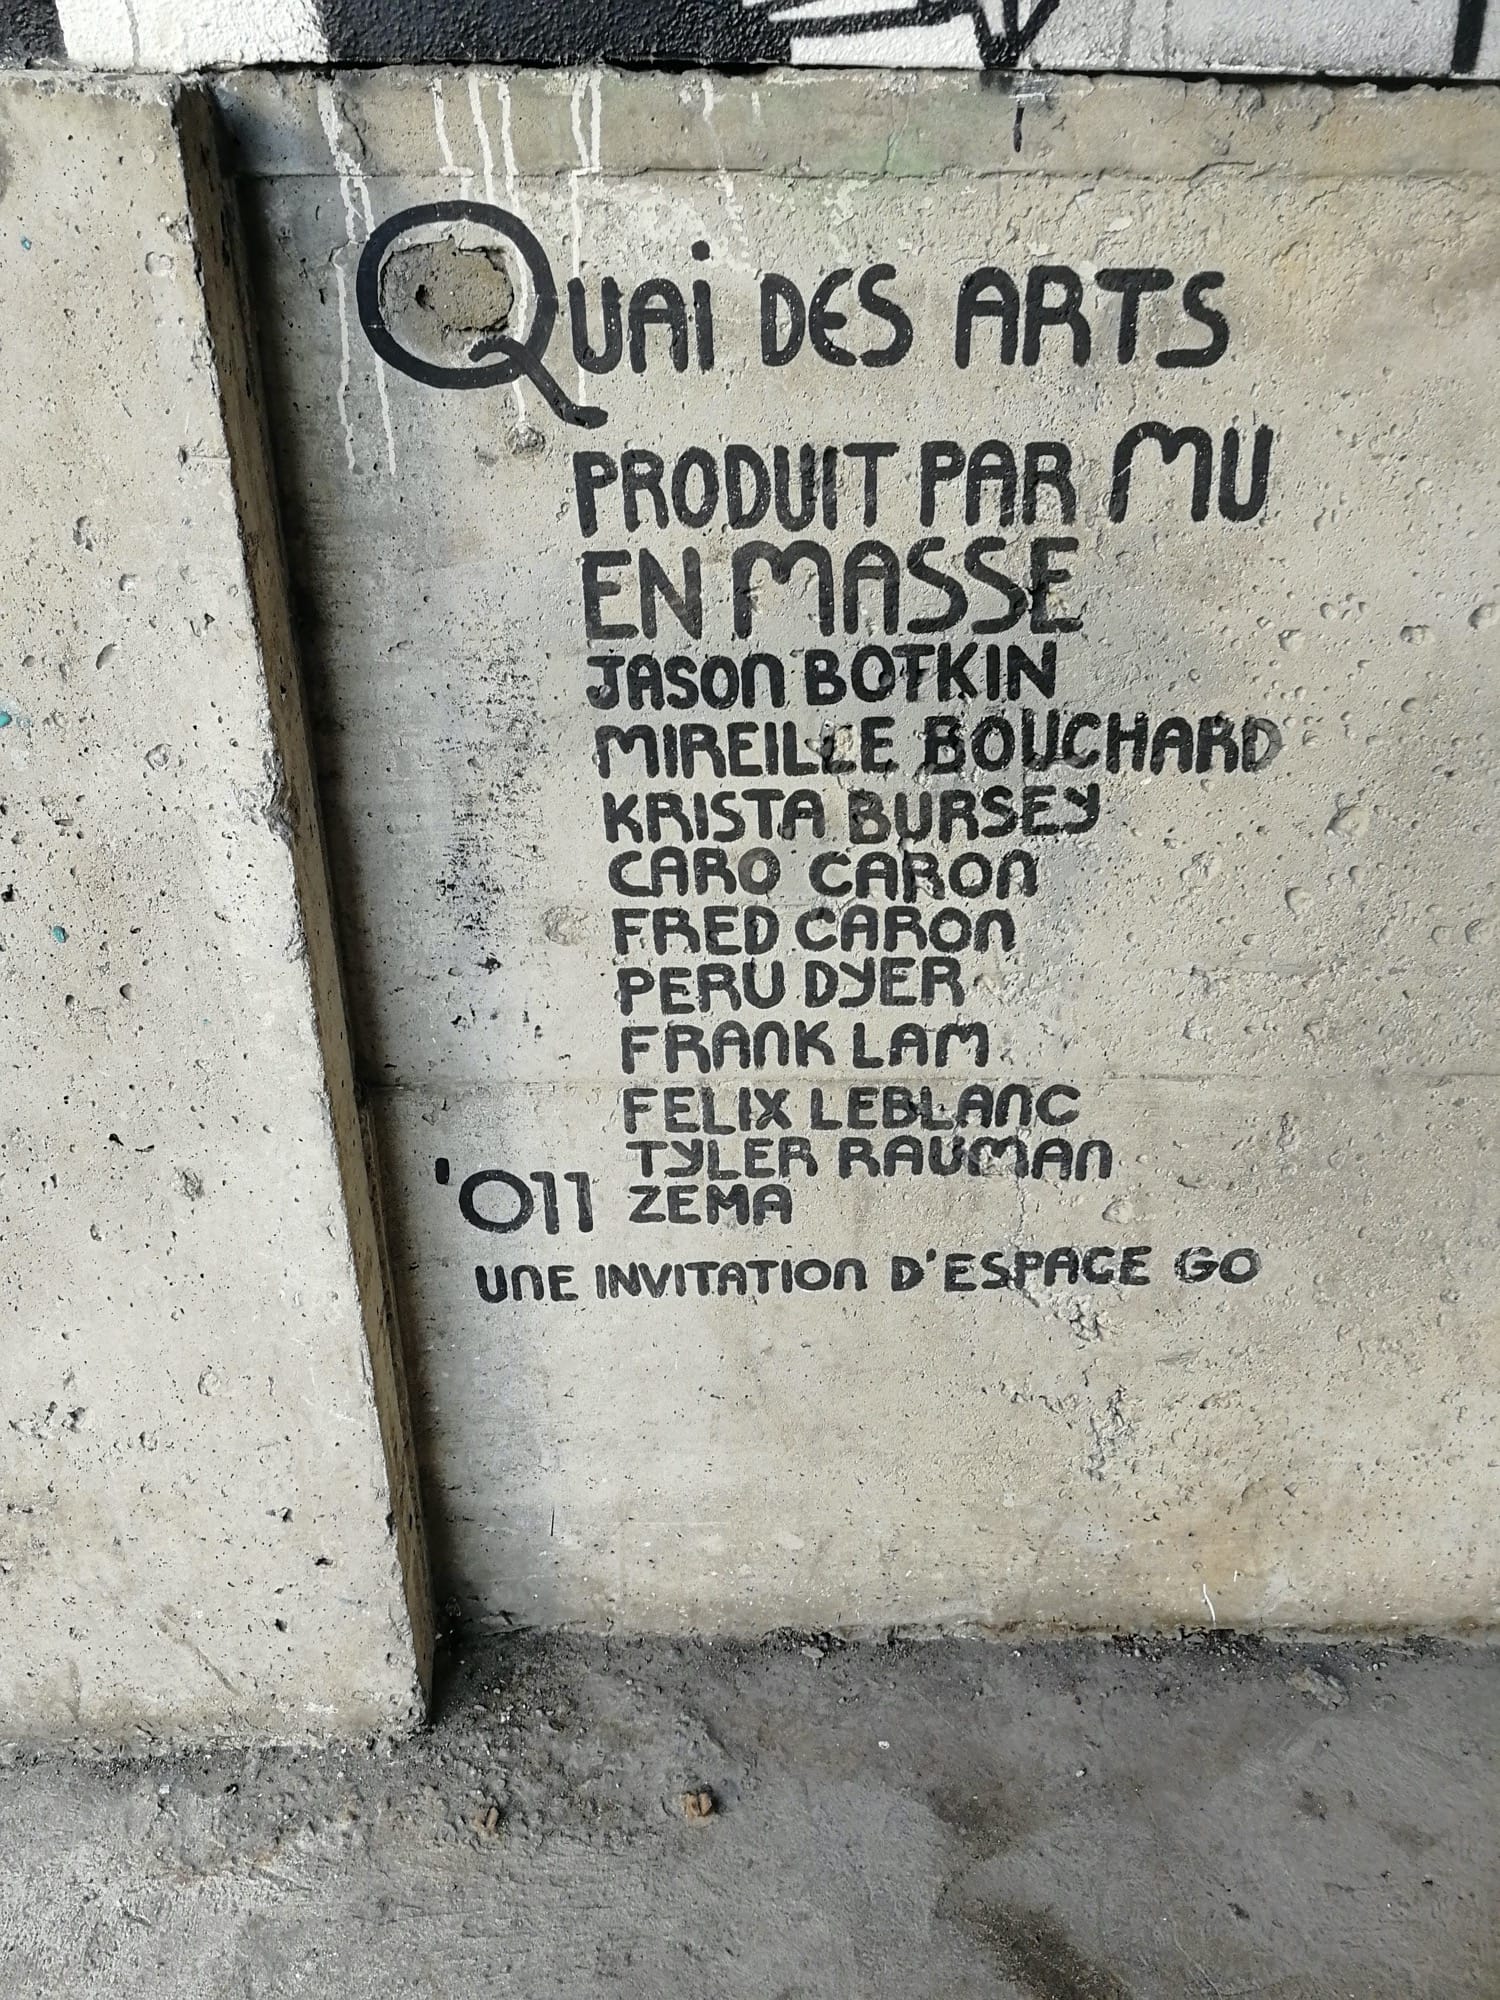 QUAi DES ARTS
PRODUIT PAR MU
EN MASSE
JASON BOTKIN
MIREILLE BOUCHARD
KRISTA BURSEY
CARO CARON
FRED CARON
PERU DYER
FRANK LAM
FELIX LEBLANC
TYLER RAUMAN
'011 ZEMA
UNE INVITATION D'ESPACE GO